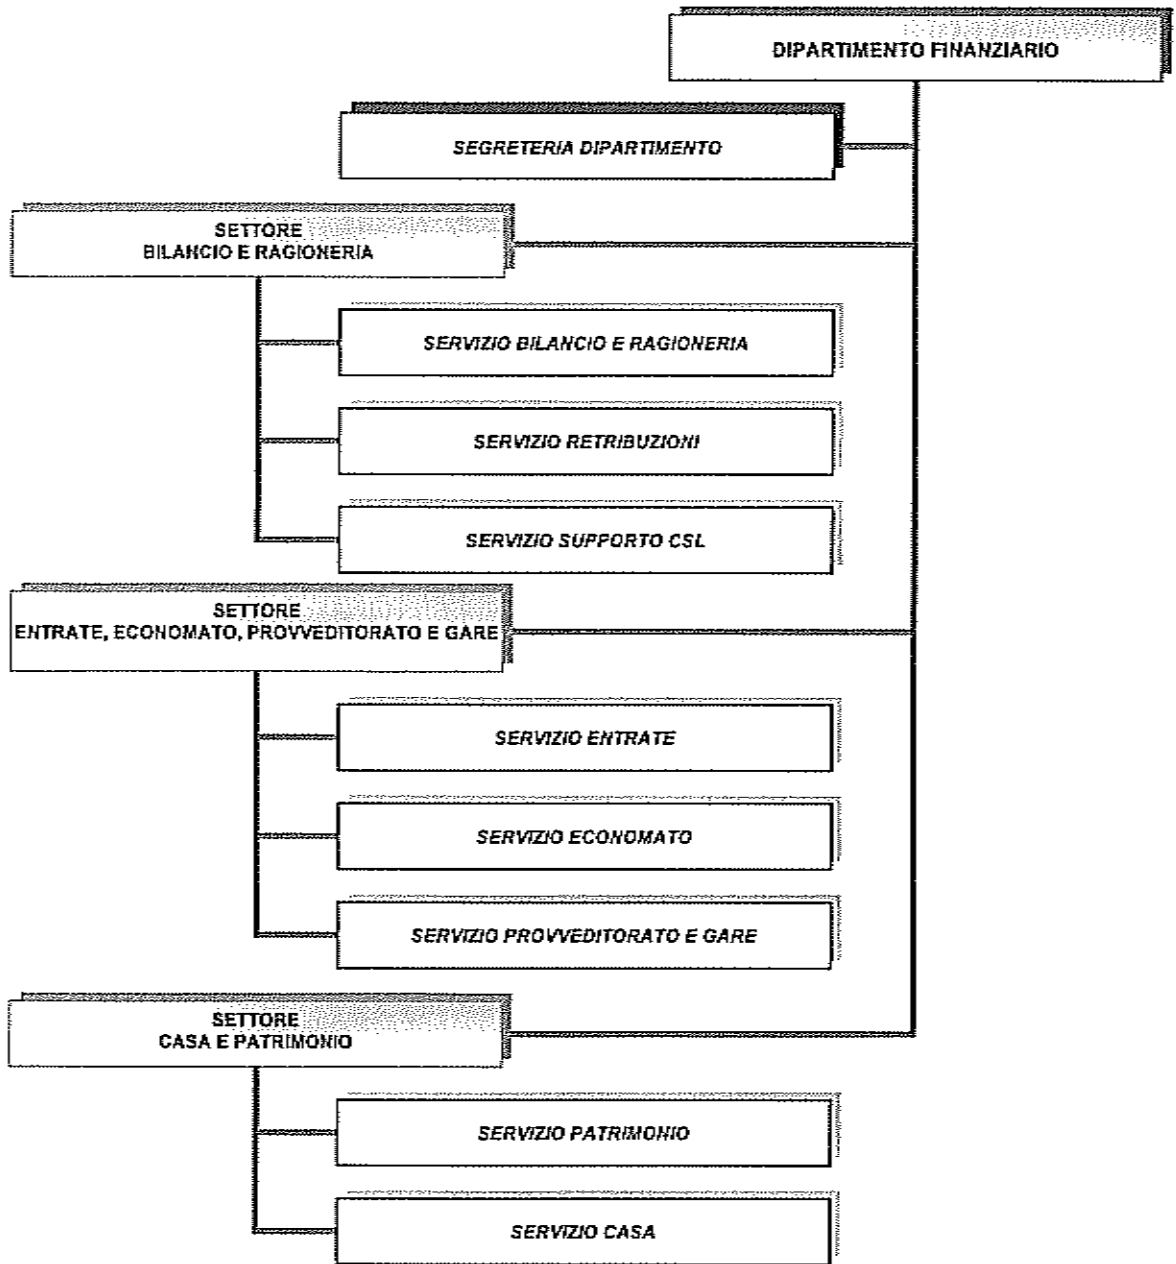 DIPARTIMENTO FINANZIARIO
SEGRETERIA DIPARTIMENTO
SETTORE
BILANCIO E RAGIONERIA
SERVIZIO BILANCIO E RAGIONERIA
SERVIZIO RETRIBUZIONI
SERVIZIO SUPPORTO CSL
SETTORE
ENTRATE, ECONOMATO, PROVVEDITORATO E GARE
SERVIZIO ENTRATE
SERVIZIO ECONOMATO
SERVIZIO PROVVEDITORATO E GARE
SETTORE
CASA E PATRIMONIO
SERVIZIO PATRIMONIO
SERVIZIO CASA